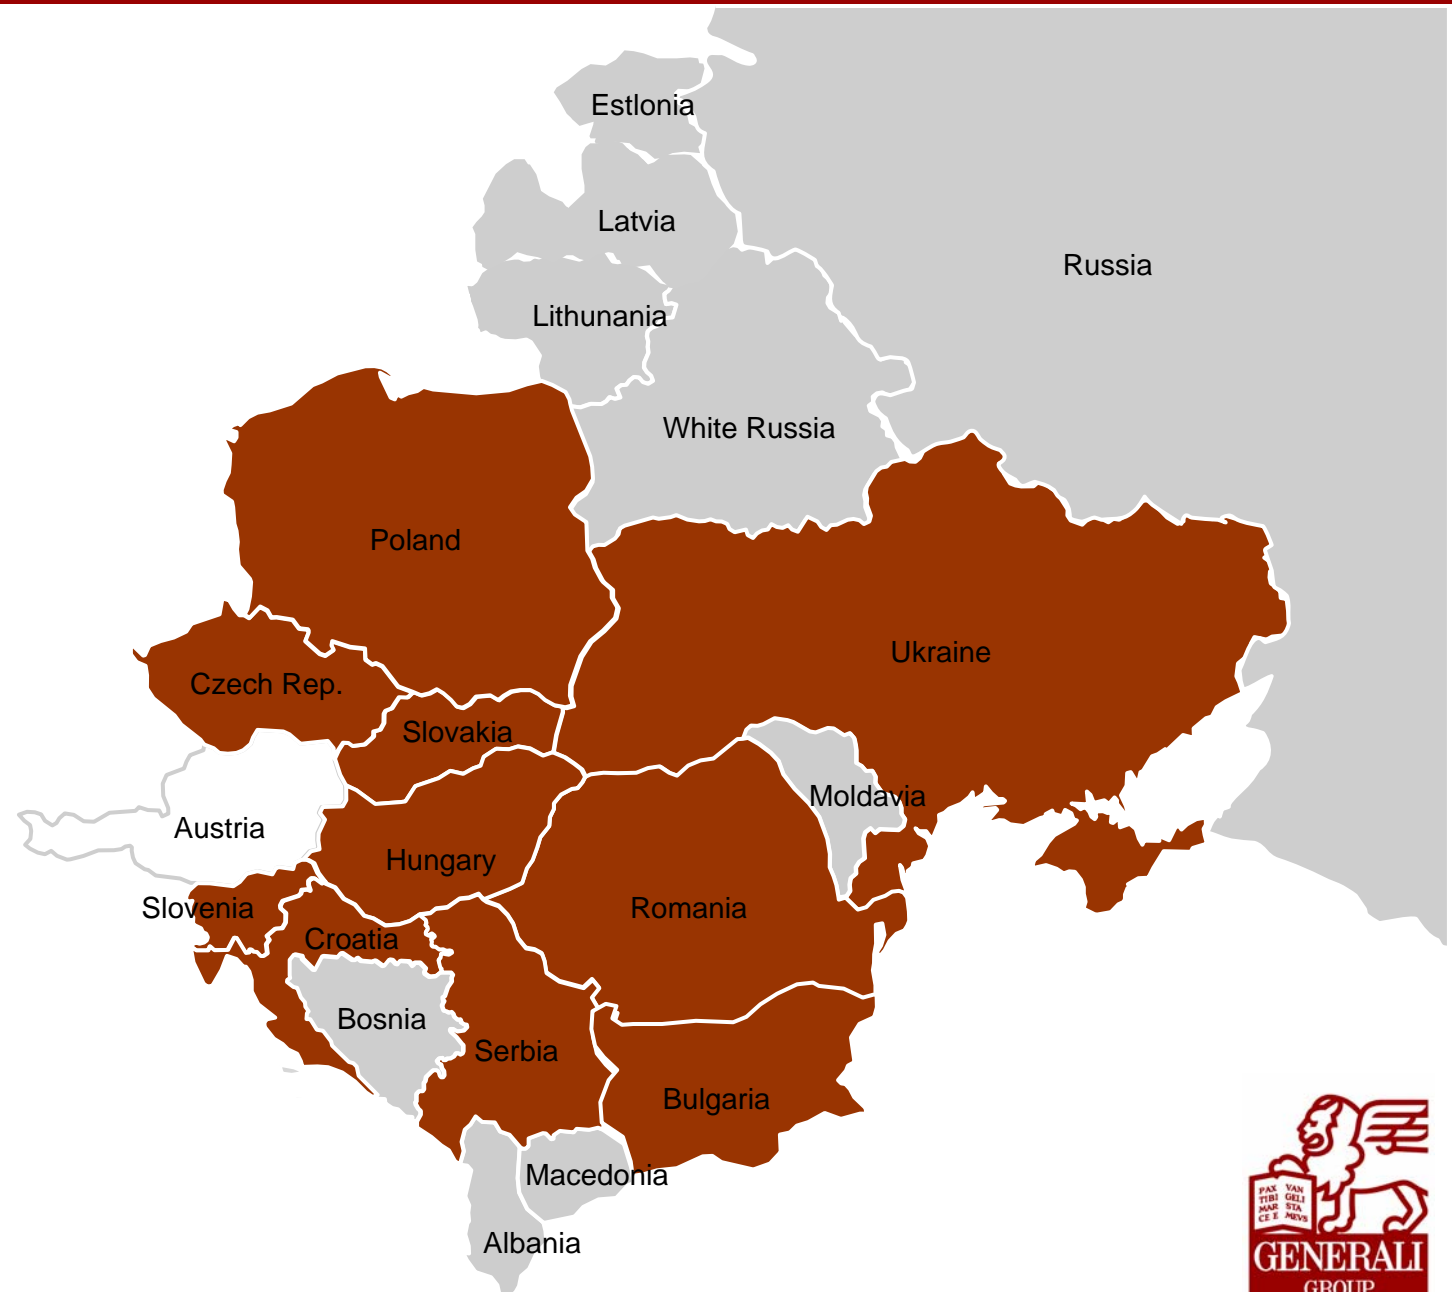 Estlonia
Latvia
Russia
Lithunania
White Russia
Poland
Ukraine
Czech Rep.
Slovakia
Moldavia
Austria
Hungary
Slovenia
Romania
Croatia
Bosnia
Serbia
Bulgaria
Macedonia
Albania
PAX VAN
TIBI GELI
MAR STA
CE E MEVS
GENERALI
GROUP